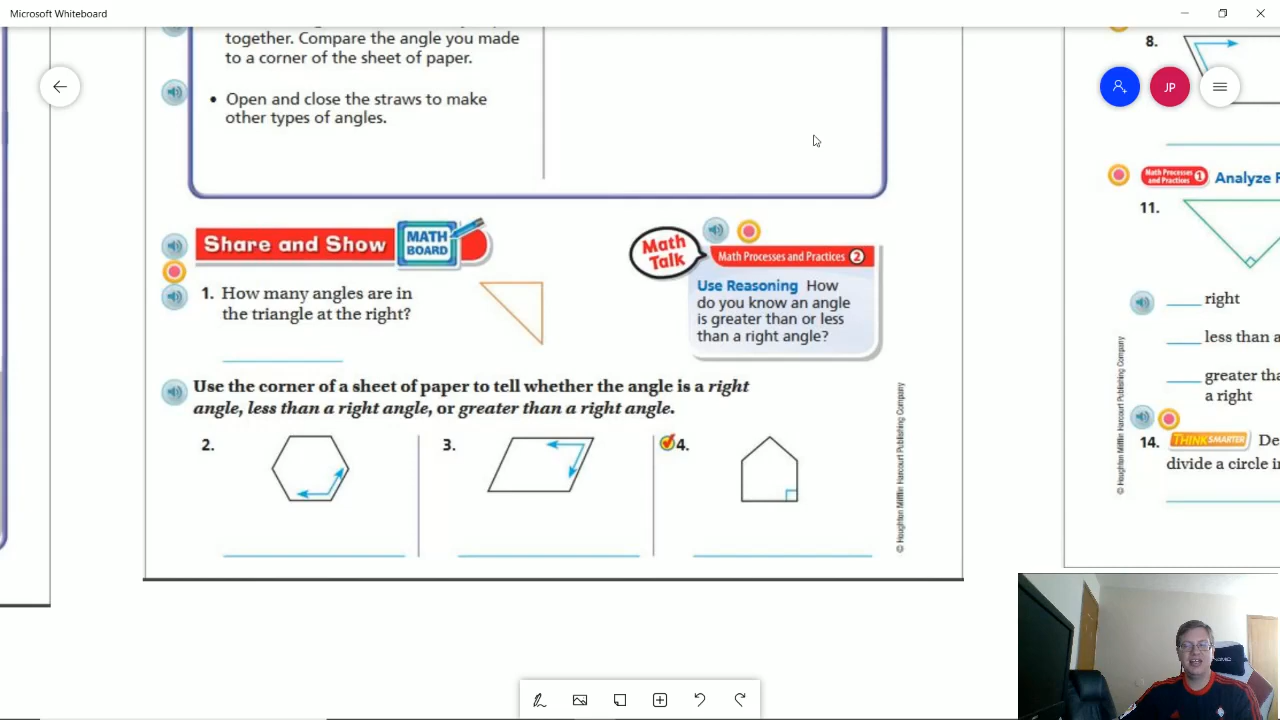 Microsoft Whiteboard
together. Compare the angle you made
to a corner of the sheet of paper.
• Open and close the straws to make
other types of angles.
Share and Show
MATH
BOARD
1. How many angles are in
the triangle at the right?
Math
Talk
Math Processes and Practices 2
Use Reasoning How
do you know an angle
is greater than or less
than a right angle?
Use the corner of a sheet of paper to tell whether the angle is a right
angle, less than a right angle, or greater than a right angle.
2.
3.
4.
© Houghton Mifflin Harcourt Publishing Company
8.
JP
Math Processes
and Practices 1
Analyze
11.
right
less than a
greater tha
a right
14. THINK SMARTER De
divide a circle in
© Houghton Mifflin Harcourt Publishing Company